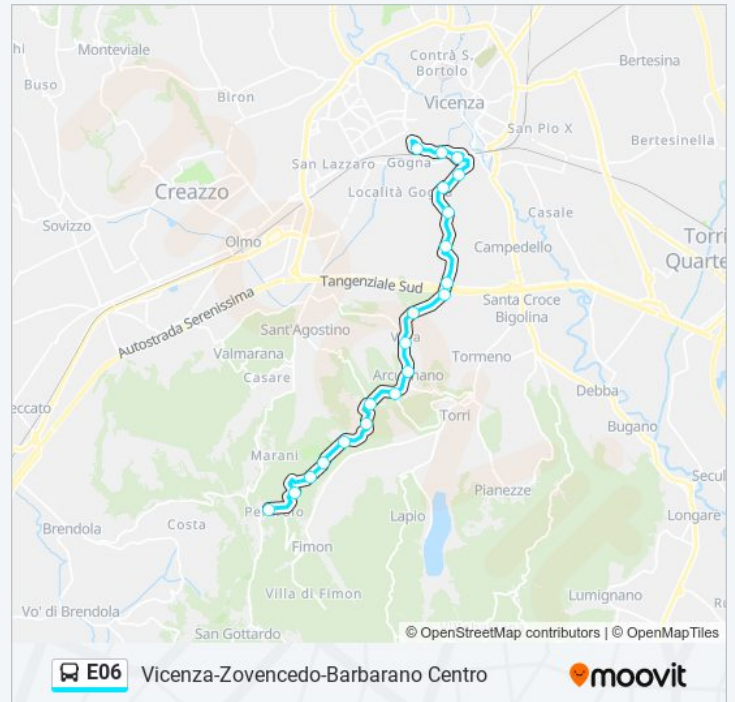 Monteviale
Contrà S.
Bortolo
Bertesina
Buso
Biron
Vicenza
San Pio X
Bertesinella
San Lazzaro
Gogna
Creazzo
Località Gogna
Sovizzo
Casale
Olmo
Campedello
Torri
Quarte
Tangenziale Sud
Autostrada Serenissima
Santa Croce
Bigolina
Sant'Agostino
Valmarana
Tormeno
Casare
Arcugnano
eccato
Debba
Torri
Bugano
Marani
Secul
Pianezze
Costa
Lapio
Longare
Brendola
Fimon
Villa di Fimon
Lumignano
Vo' di Brendola
San Gottardo
© OpenStreetMap contributors | © OpenMapTiles
E06 Vicenza-Zovencedo-Barbarano Centro moovit